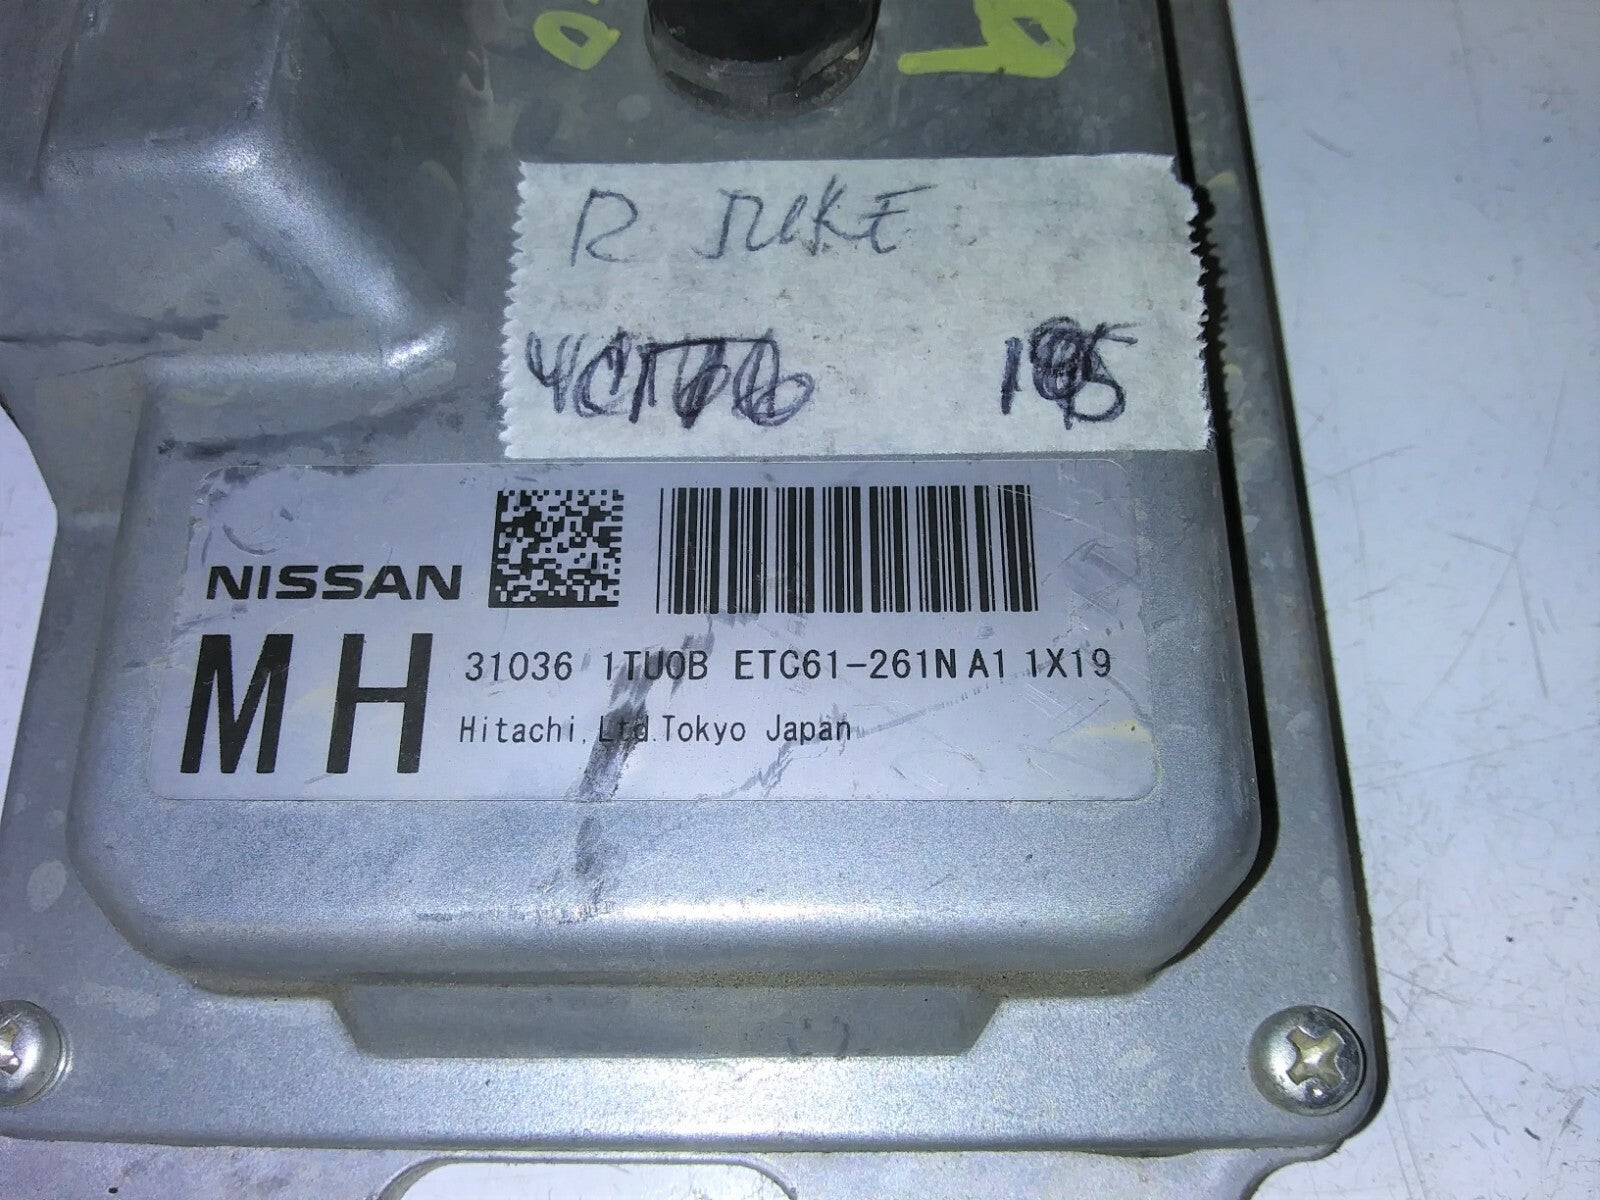 R JUKE
NISSAN
MH
31036 1TU0B ETC61-261N A1 1X19
Hitachi, Ltd. Tokyo Japan